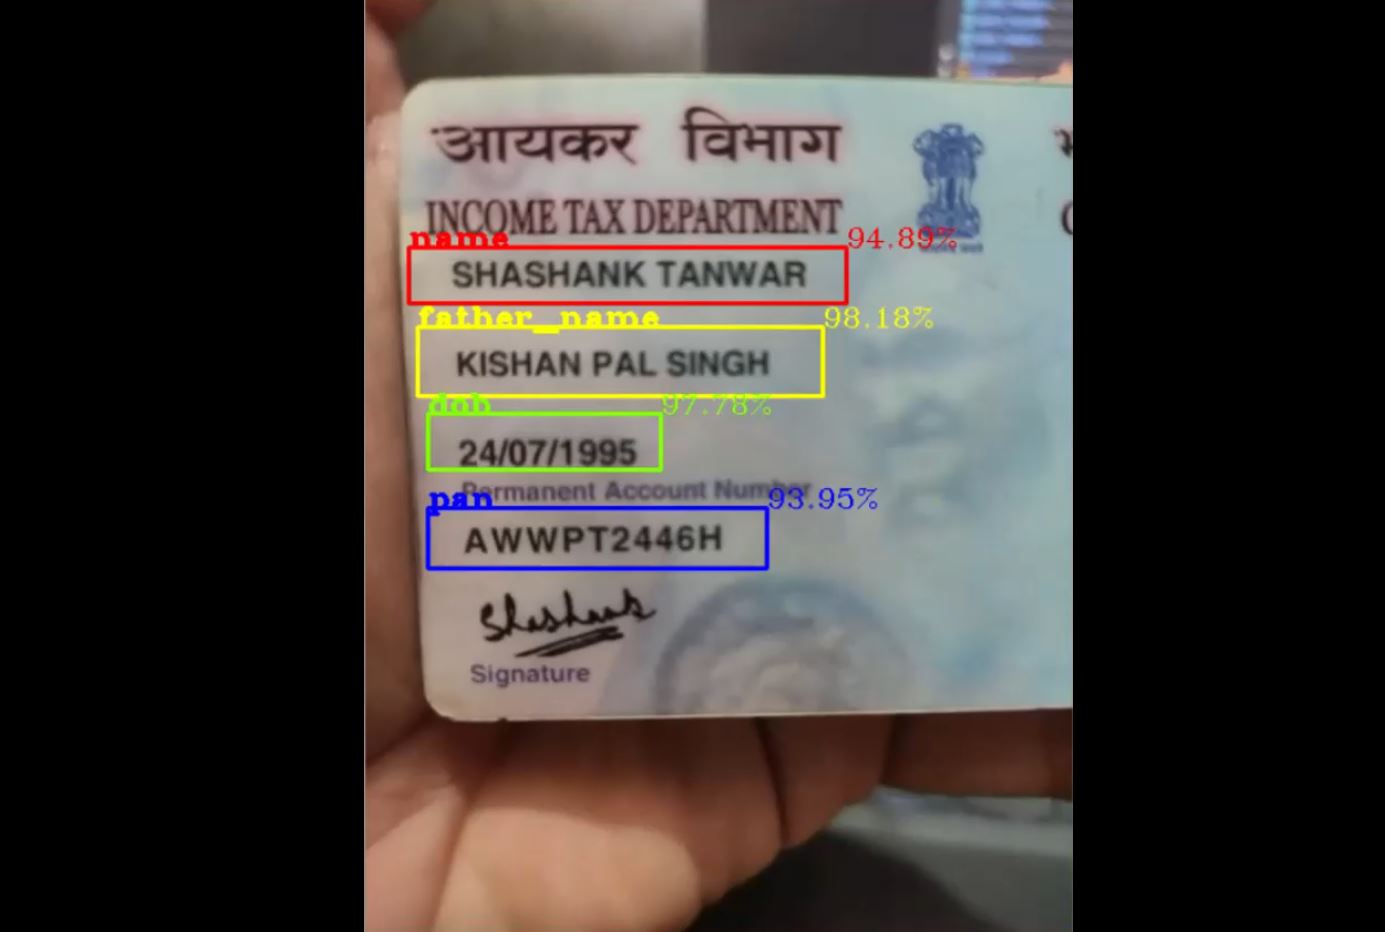 आयकर विभाग
INCOME TAX DEPARTMENT
name 94.89%
SHASHANK TANWAR
father_name 98.18%
KISHAN PAL SINGH
dob 97.78%
24/07/1995
Permanent Account Number
pan 93.95%
AWWPT2446H
Shashank
Signature